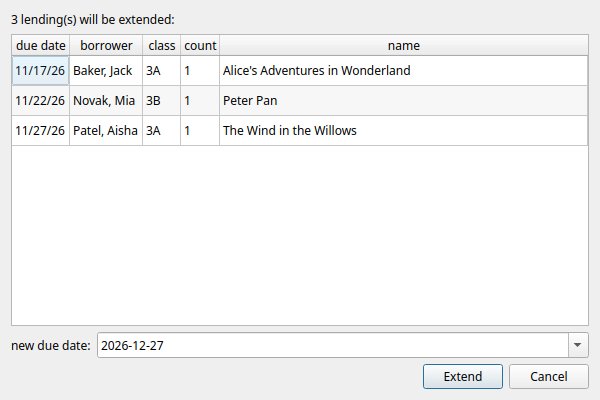 3 lending(s) will be extended:
due date borrower class count name
11/17/26 Baker, Jack 3A 1 Alice's Adventures in Wonderland
11/22/26 Novak, Mia 3B 1 Peter Pan
11/27/26 Patel, Aisha 3A 1 The Wind in the Willows
new due date: 2026-12-27
Extend Cancel